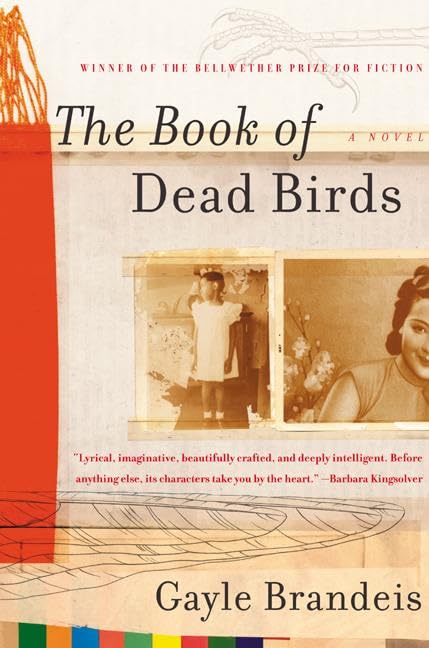 WINNER OF THE BELLWETHER PRIZE FOR FICTION
The Book of
A NOVEL
Dead Birds
"Lyrical, imaginative, beautifully crafted, and deeply intelligent. Before
anything else, its characters take you by the heart." —Barbara Kingsolver
Gayle Brandeis